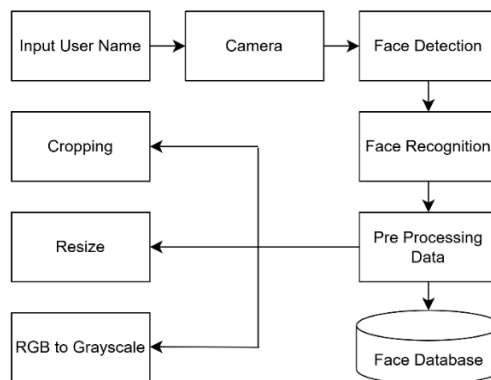 Input User Name
Camera
Face Detection
Cropping
Face Recognition
Resize
Pre Processing
Data
RGB to Grayscale
Face Database